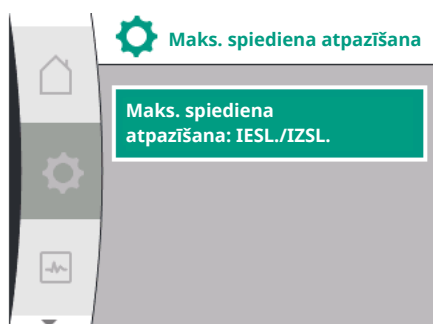 Maks. spiediena atpazīšana
Maks. spiediena
atpazīšana: IESL./IZSL.